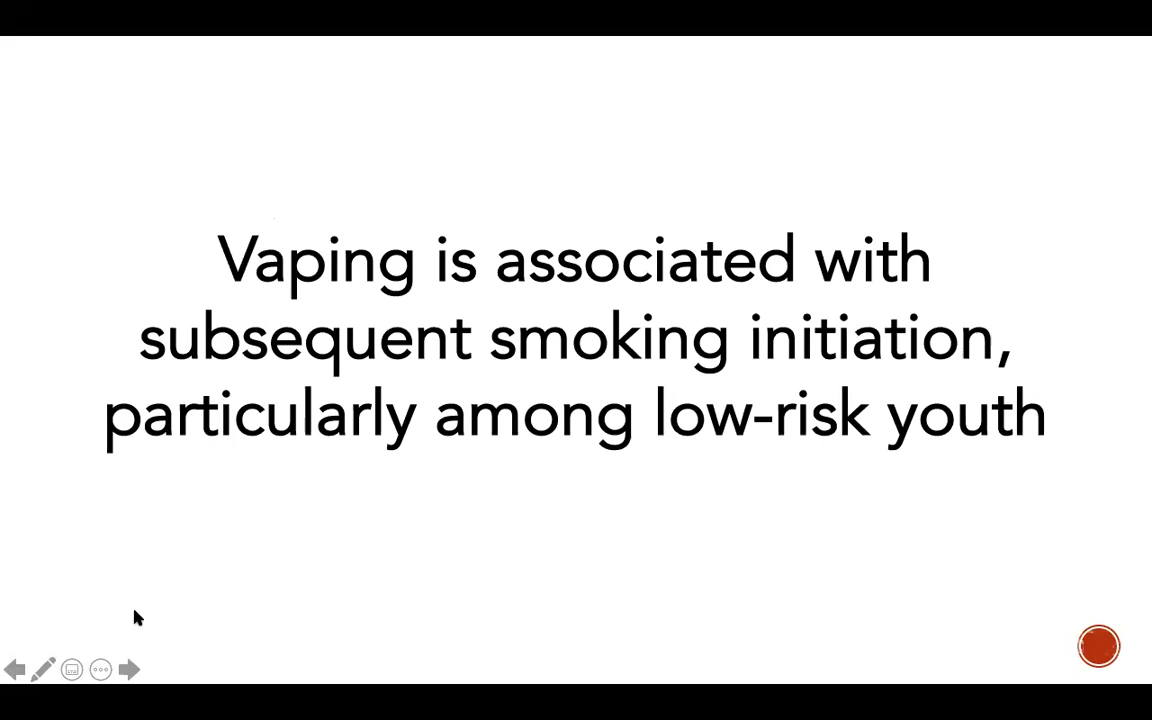 Vaping is associated with
subsequent smoking initiation,
particularly among low-risk youth